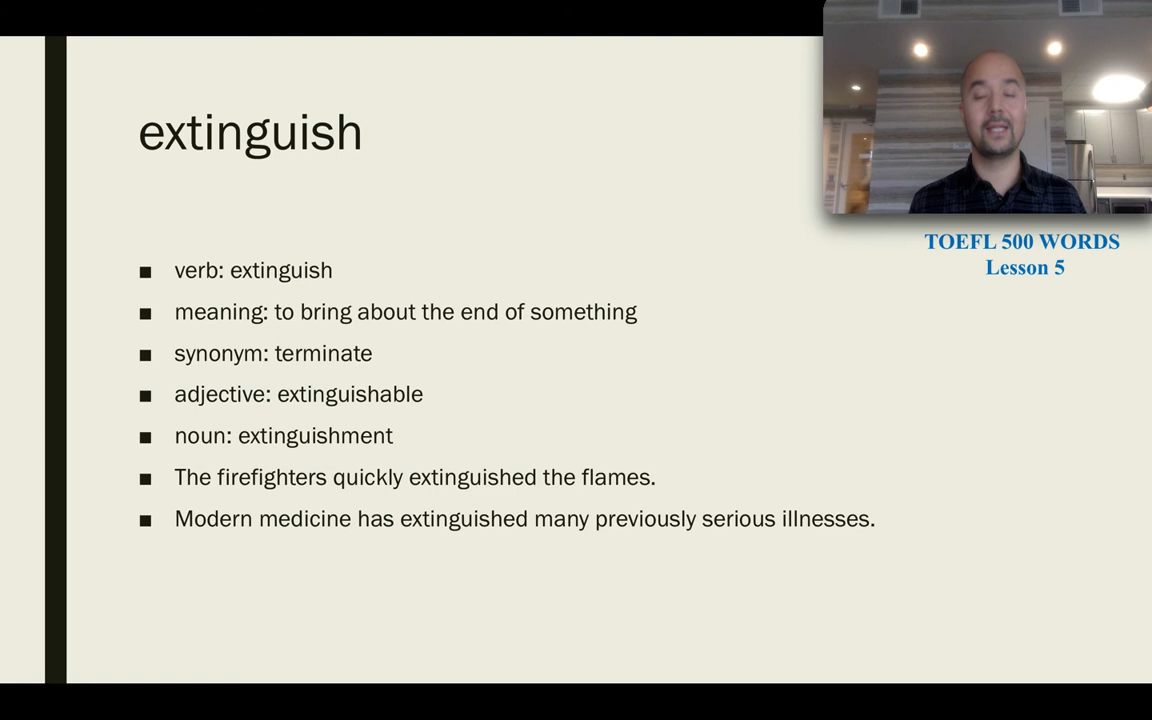 extinguish
TOEFL 500 WORDS
Lesson 5
verb: extinguish
meaning: to bring about the end of something
synonym: terminate
adjective: extinguishable
noun: extinguishment
The firefighters quickly extinguished the flames.
Modern medicine has extinguished many previously serious illnesses.